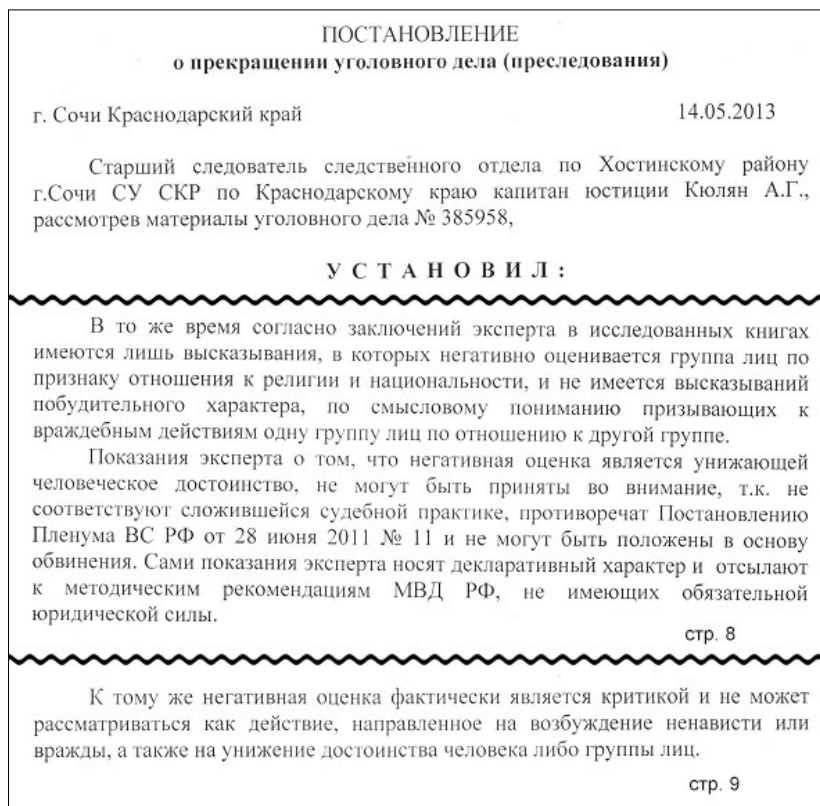 ПОСТАНОВЛЕНИЕ
о прекращении уголовного дела (преследования)
г. Сочи Краснодарский край 14.05.2013
Старший следователь следственного отдела по Хостинскому району
г.Сочи СУ СКР по Краснодарскому краю капитан юстиции Кюлян А.Г.,
рассмотрев материалы уголовного дела № 385958,
У С Т А Н О В И Л :
В то же время согласно заключений эксперта в исследованных книгах
имеются лишь высказывания, в которых негативно оценивается группа лиц по
признаку отношения к религии и национальности, и не имеется высказываний
побудительного характера, по смысловому пониманию призывающих к
враждебным действиям одну группу лиц по отношению к другой группе.
Показания эксперта о том, что негативная оценка является унижающей
человеческое достоинство, не могут быть приняты во внимание, т.к. не
соответствуют сложившейся судебной практике, противоречат Постановлению
Пленума ВС РФ от 28 июня 2011 № 11 и не могут быть положены в основу
обвинения. Сами показания эксперта носят декларативный характер и отсылают
к методическим рекомендациям МВД РФ, не имеющих обязательной
юридической силы.
стр. 8
К тому же негативная оценка фактически является критикой и не может
рассматриваться как действие, направленное на возбуждение ненависти или
вражды, а также на унижение достоинства человека либо группы лиц.
стр. 9